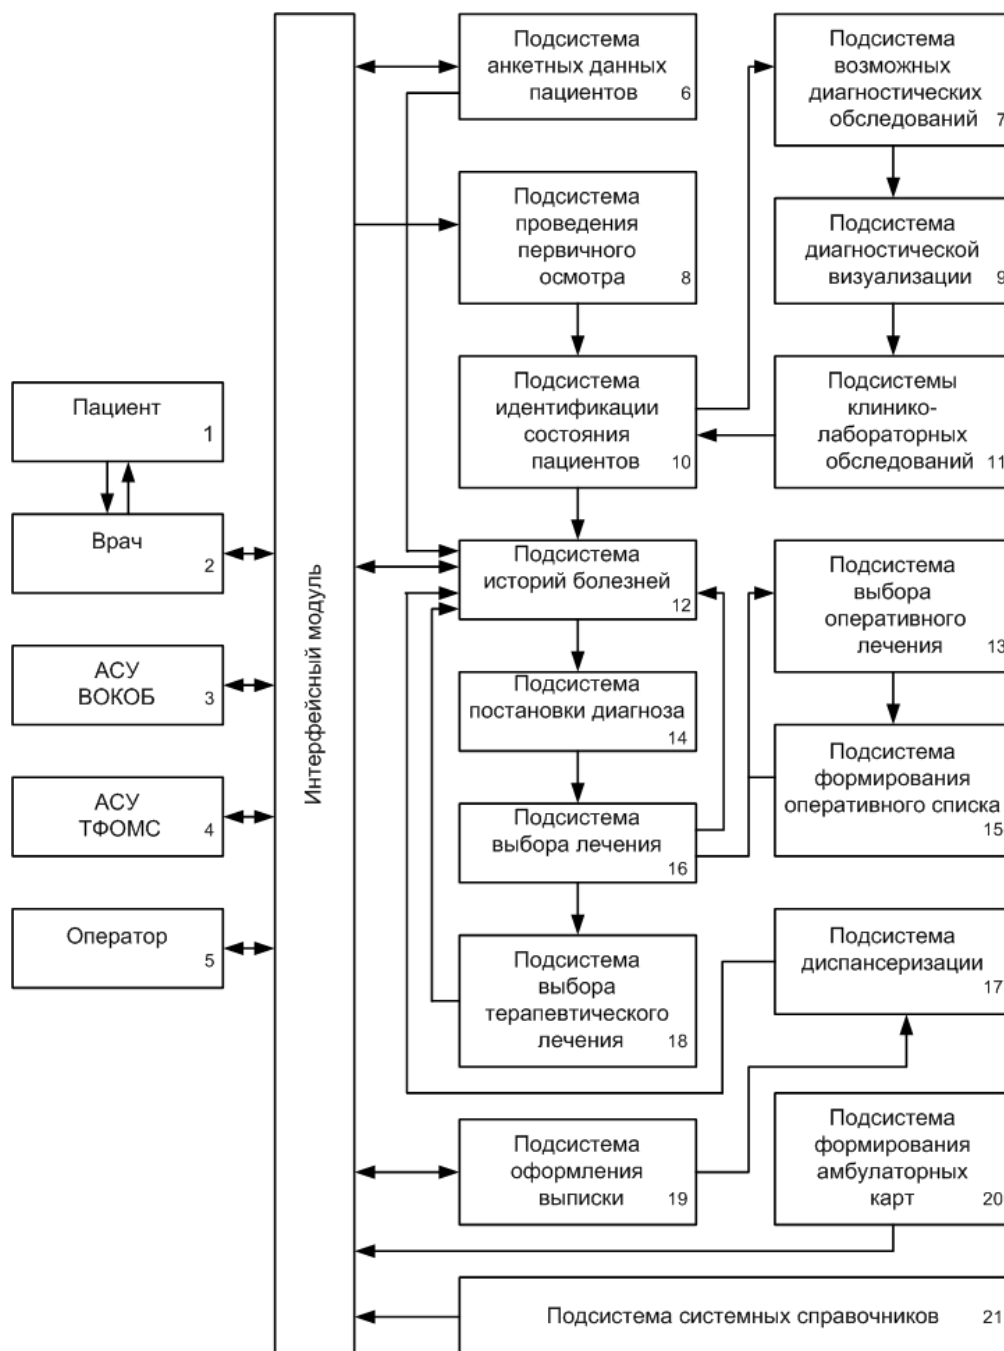 Пациент
1
Врач
2
АСУ
ВОКОБ
3
АСУ
ТФОМС
4
Оператор
5
Интерфейсный модуль
Подсистема
анкетных данных
пациентов
6
Подсистема
возможных
диагностических
обследований
7
Подсистема
проведения
первичного
осмотра
8
Подсистема
диагностической
визуализации
9
Подсистема
идентификации
состояния
пациентов
10
Подсистемы
клинико-
лабораторных
обследований
11
Подсистема
историй болезней
12
Подсистема
выбора
оперативного
лечения
13
Подсистема
постановки диагноза
14
Подсистема
формирования
оперативного списка
15
Подсистема
выбора лечения
16
Подсистема
диспансеризации
17
Подсистема
выбора
терапевтического
лечения
18
Подсистема
оформления
выписки
19
Подсистема
формирования
амбулаторных
карт
20
Подсистема системных справочников
21